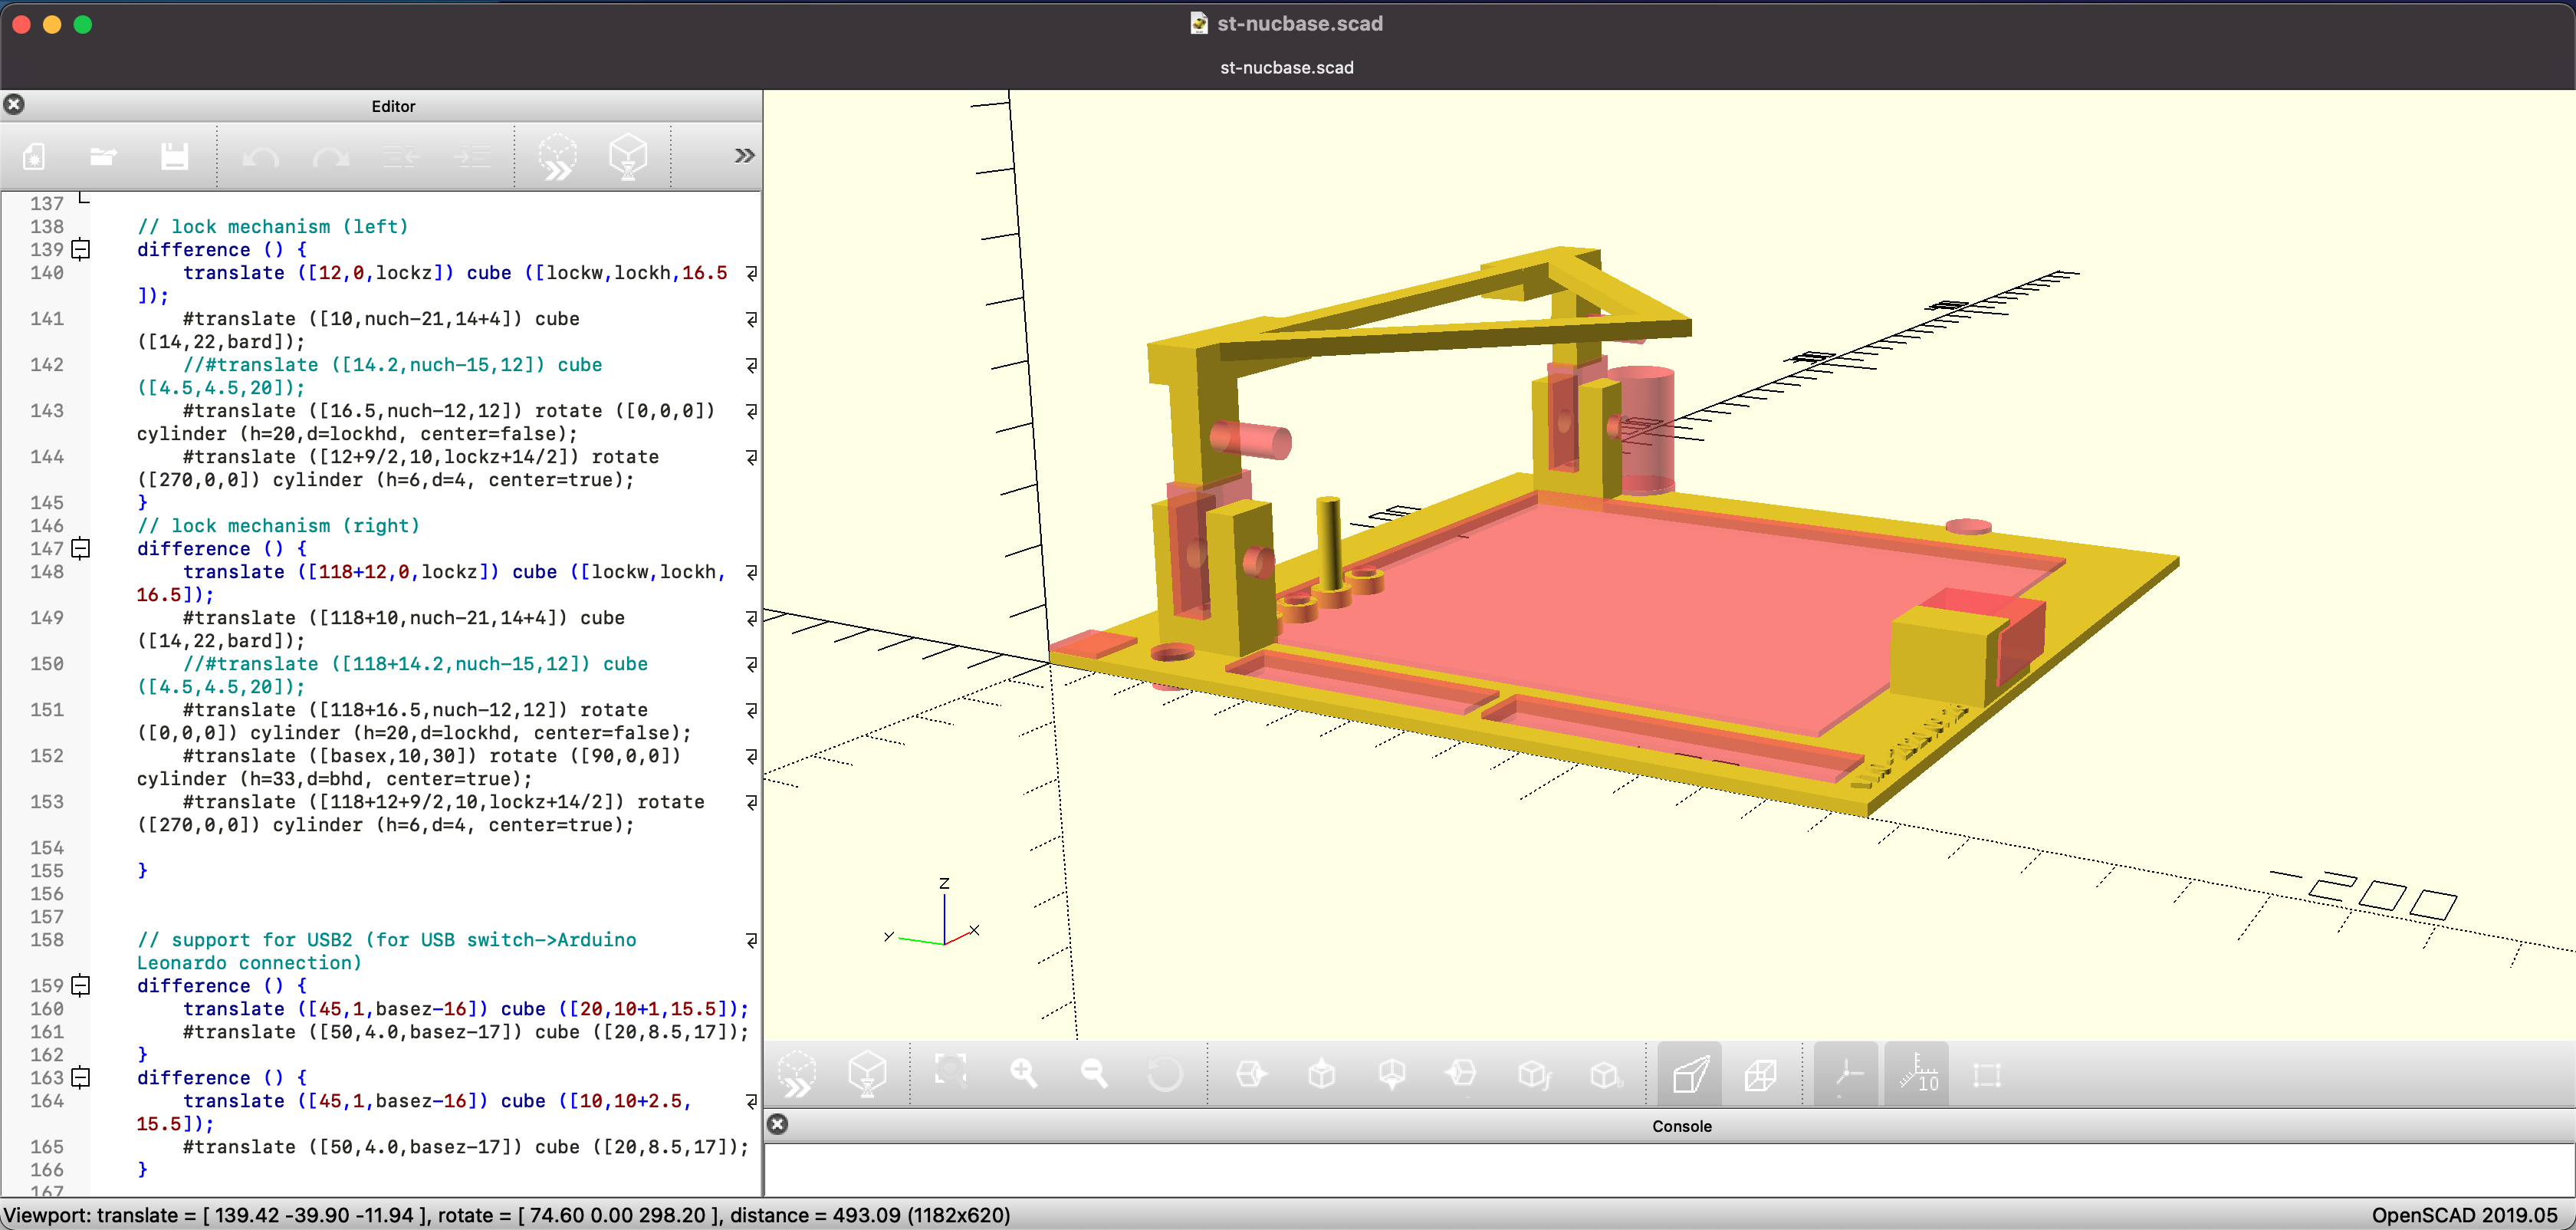 st-nucbase.scad
st-nucbase.scad
Editor
137
138 // lock mechanism (left)
139 difference () {
140 translate ([12,0,lockz]) cube ([lockw,lockh,16.5
]);
141 #translate ([10,nuch-21,14+4]) cube
([14,22,bard]);
142 //#translate ([14.2,nuch-15,12]) cube
([4.5,4.5,20]);
143 #translate ([16.5,nuch-12,12]) rotate ([0,0,0])
cylinder (h=20,d=lockhd, center=false);
144 #translate ([12+9/2,10,lockz+14/2]) rotate
([270,0,0]) cylinder (h=6,d=4, center=true);
145 }
146 // lock mechanism (right)
147 difference () {
148 translate ([118+12,0,lockz]) cube ([lockw,lockh,
16.5]);
149 #translate ([118+10,nuch-21,14+4]) cube
([14,22,bard]);
150 //#translate ([118+14.2,nuch-15,12]) cube
([4.5,4.5,20]);
151 #translate ([118+16.5,nuch-12,12]) rotate
([0,0,0]) cylinder (h=20,d=lockhd, center=false);
152 #translate ([basex,10,30]) rotate ([90,0,0])
cylinder (h=33,d=bhd, center=true);
153 #translate ([118+12+9/2,10,lockz+14/2]) rotate
([270,0,0]) cylinder (h=6,d=4, center=true);
154
155 }
156
157
158 // support for USB2 (for USB switch->Arduino
Leonardo connection)
159 difference () {
160 translate ([45,1,basez-16]) cube ([20,10+1,15.5]);
161 #translate ([50,4.0,basez-17]) cube ([20,8.5,17]);
162 }
163 difference () {
164 translate ([45,1,basez-16]) cube ([10,10+2.5,
15.5]);
165 #translate ([50,4.0,basez-17]) cube ([20,8.5,17]);
166 }
167
-200
Z
Y
X
10
Console
Viewport: translate = [ 139.42 -39.90 -11.94 ], rotate = [ 74.60 0.00 298.20 ], distance = 493.09 (1182x620)
OpenSCAD 2019.05